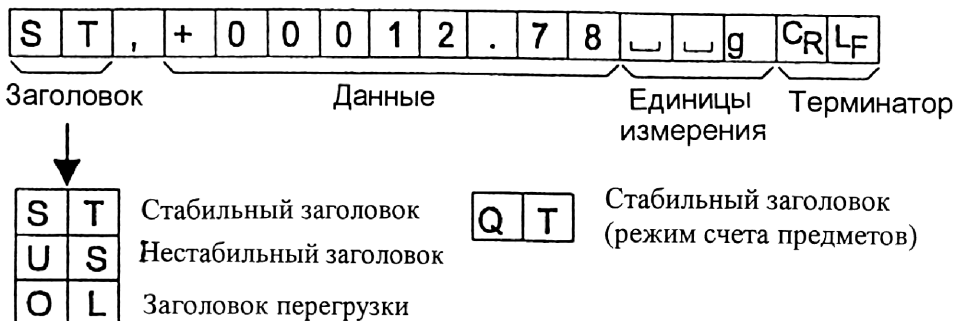 S T , + 0 0 0 1 2 . 7 8 ␣ ␣ g CR LF
Заголовок Данные Единицы измерения Терминатор
S T Стабильный заголовок
U S Нестабильный заголовок
O L Заголовок перегрузки
Q T Стабильный заголовок
(режим счета предметов)